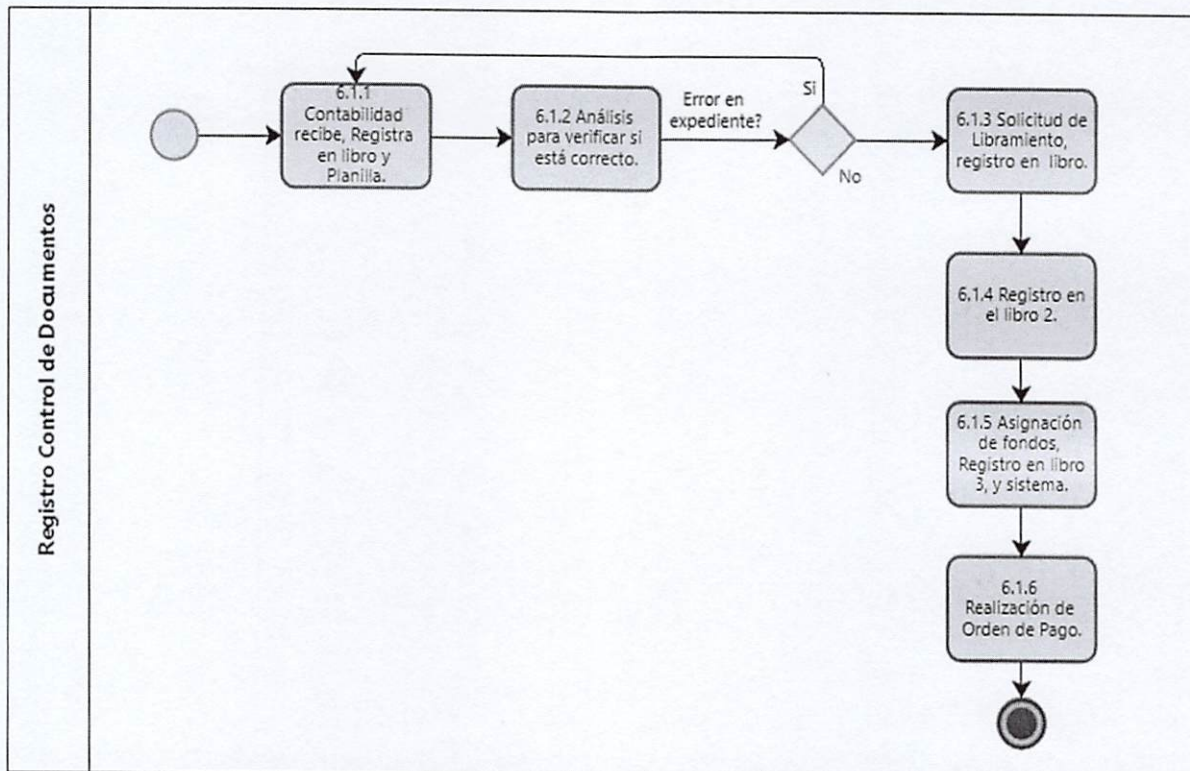 Registro Control de Documentos
6.1.1
Contabilidad
recibe, Registra
en libro y
Planilla.
6.1.2 Análisis
para verificar si
está correcto.
Error en
expediente?
Si
No
6.1.3 Solicitud de
Libramiento,
registro en libro.
6.1.4 Registro en
el libro 2.
6.1.5 Asignación
de fondos,
Registro en libro
3, y sistema.
6.1.6
Realización de
Orden de Pago.